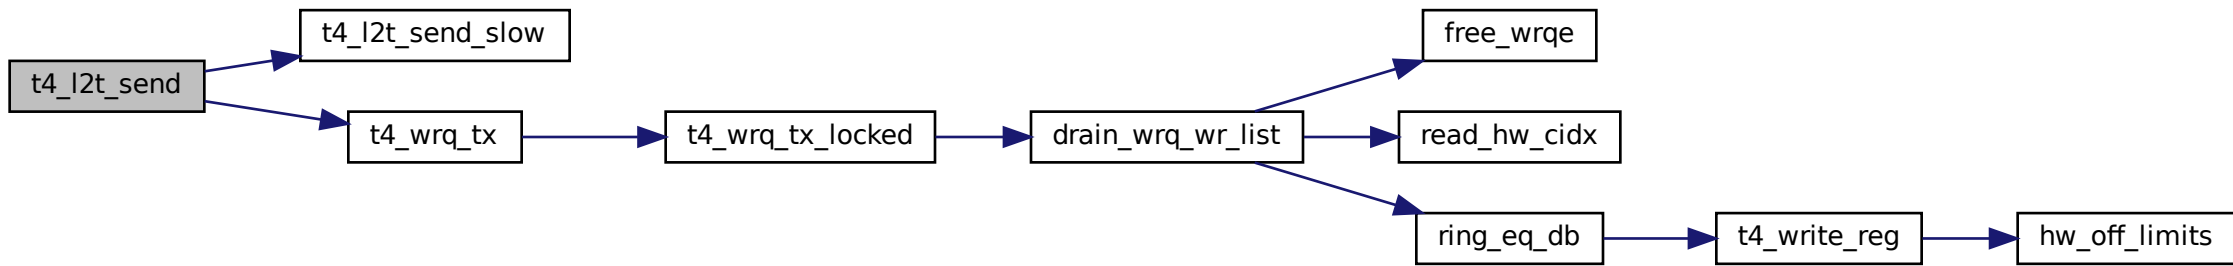 t4_l2t_send
t4_l2t_send_slow
t4_wrq_tx
t4_wrq_tx_locked
drain_wrq_wr_list
free_wrqe
read_hw_cidx
ring_eq_db
t4_write_reg
hw_off_limits